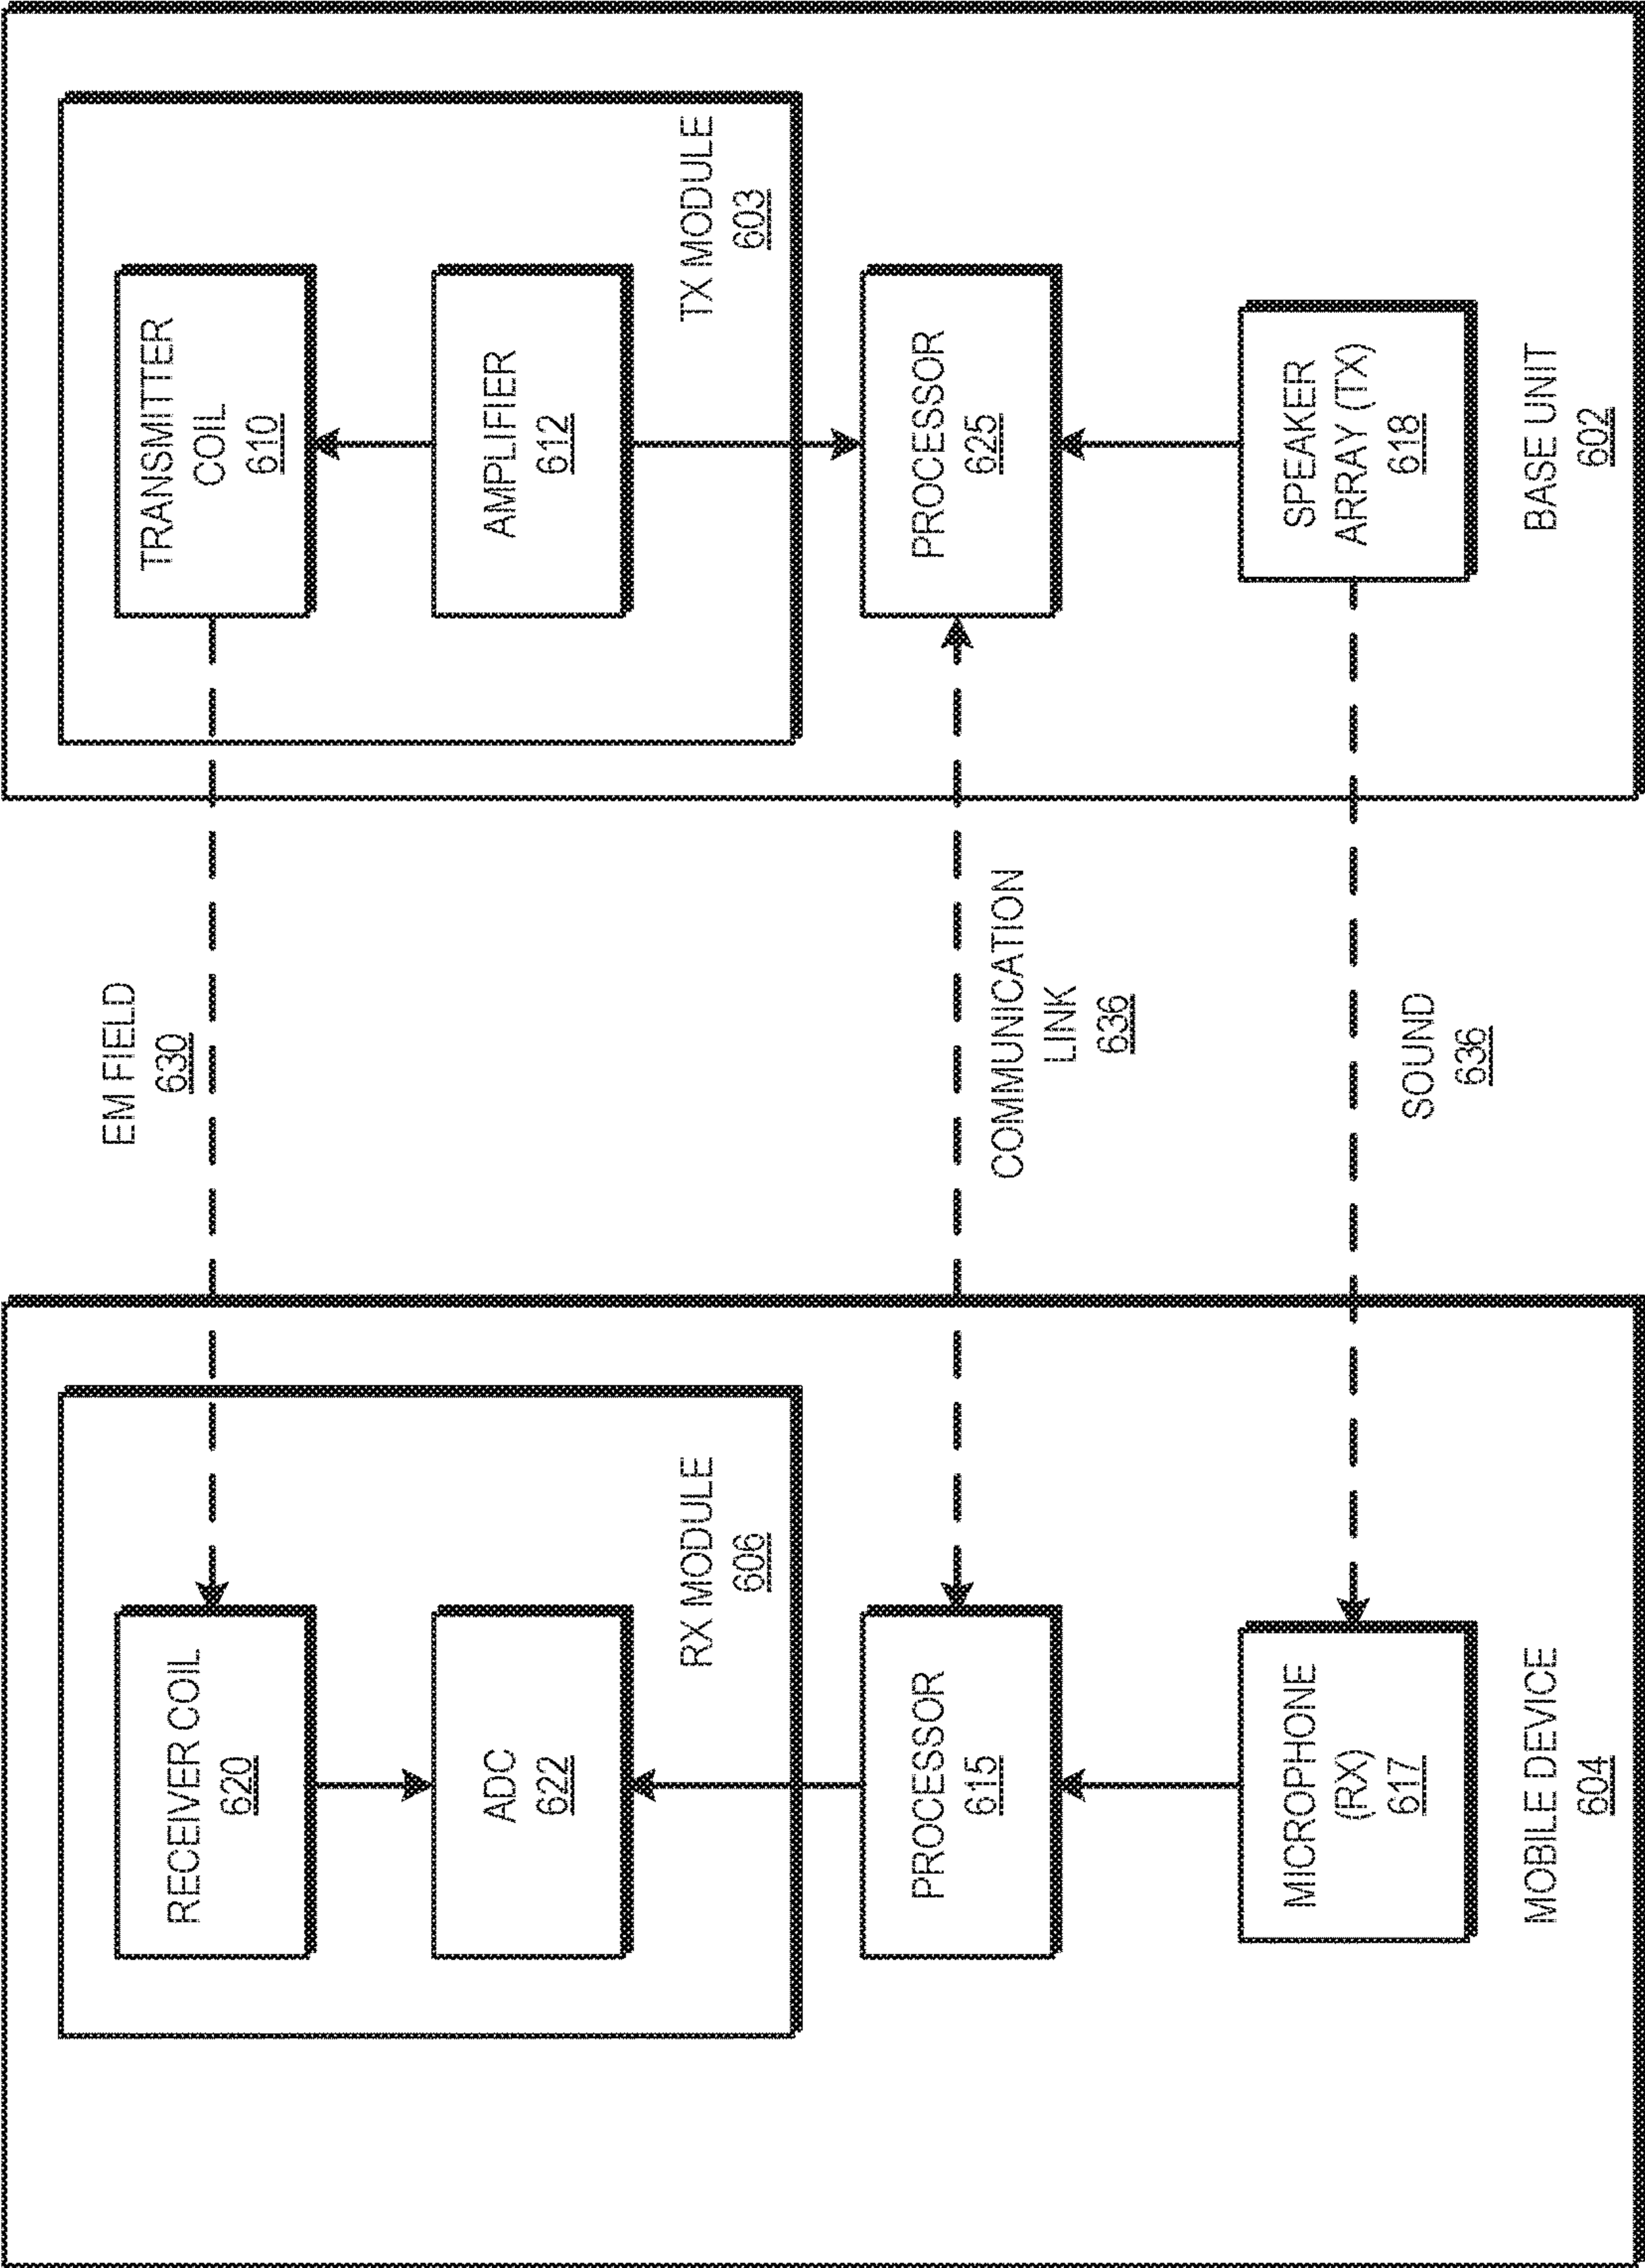 RECEIVER COIL
620
ADC
622
RX MODULE
606
PROCESSOR
615
MICROPHONE
(RX)
617
MOBILE DEVICE
604
EM FIELD
630
COMMUNICATION
LINK
636
SOUND
636
TRANSMITTER
COIL
610
AMPLIFIER
612
TX MODULE
603
PROCESSOR
625
SPEAKER
ARRAY (TX)
618
BASE UNIT
602